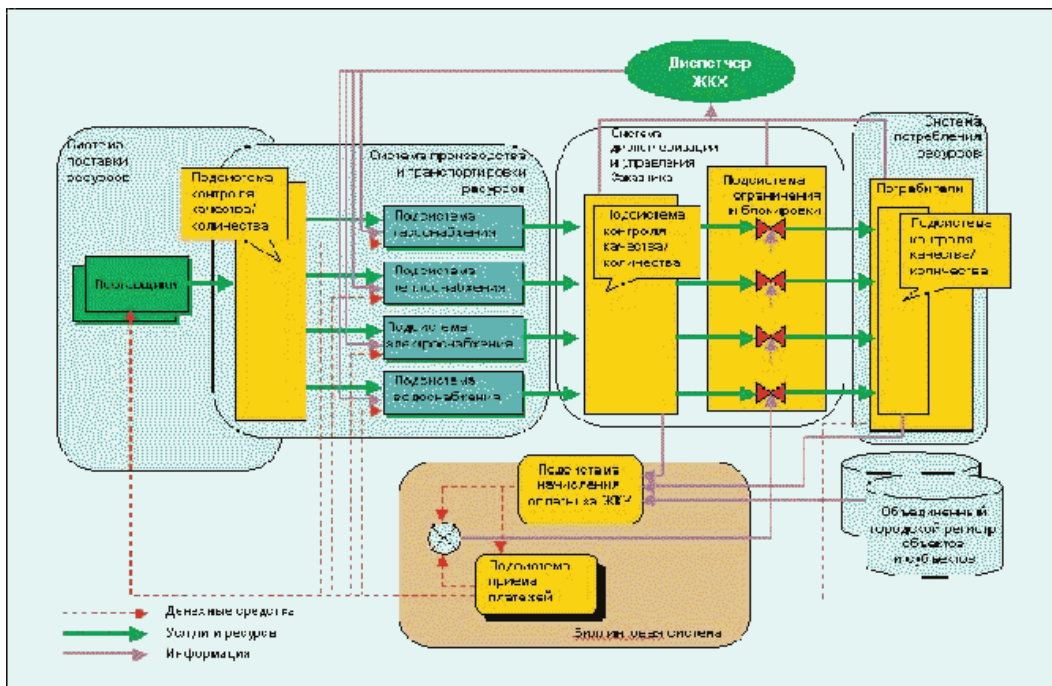 Диспетчер
ЖКХ
Система
поставки
ресурсов
Система производства
и транспортировки
ресурсов
Система
диспетчеризации
и управления
Заказчика
Система
потребления
ресурсов
Подсистема
контроля
качества/
количества
Подсистема
газоснабжения
Подсистема
теплоснабжения
Подсистема
электроснабжения
Подсистема
водоснабжения
Подсистема
контроля
качества/
количества
Подсистема
ограничения
и блокировки
Потребители
Подсистема
контроля
качества/
количества
Поставщики
Подсистема
начисления
оплаты за ЖКУ
Подсистема
приема
платежей
Биллинговая система
Объединенный
городской регистр
объектов
и субъектов
Денежные средства
Услуги и ресурсы
Информация